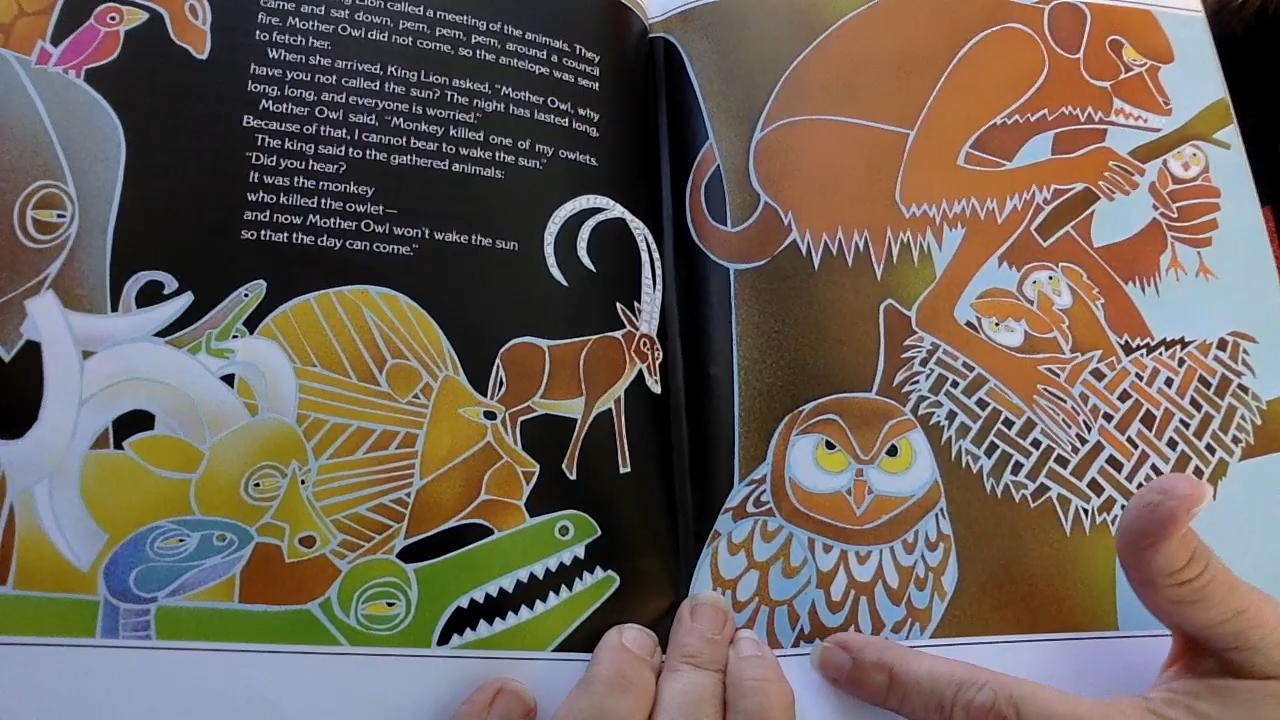 Lion called a meeting of the animals. They
came and sat down, pem, pem, pem, around a council
fire. Mother Owl did not come, so the antelope was sent
to fetch her.
When she arrived, King Lion asked, "Mother Owl, why
have you not called the sun? The night has lasted long,
long, long, and everyone is worried."
Mother Owl said, "Monkey killed one of my owlets.
Because of that, I cannot bear to wake the sun."
The king said to the gathered animals:
"Did you hear?
It was the monkey
who killed the owlet—
and now Mother Owl won't wake the sun
so that the day can come."